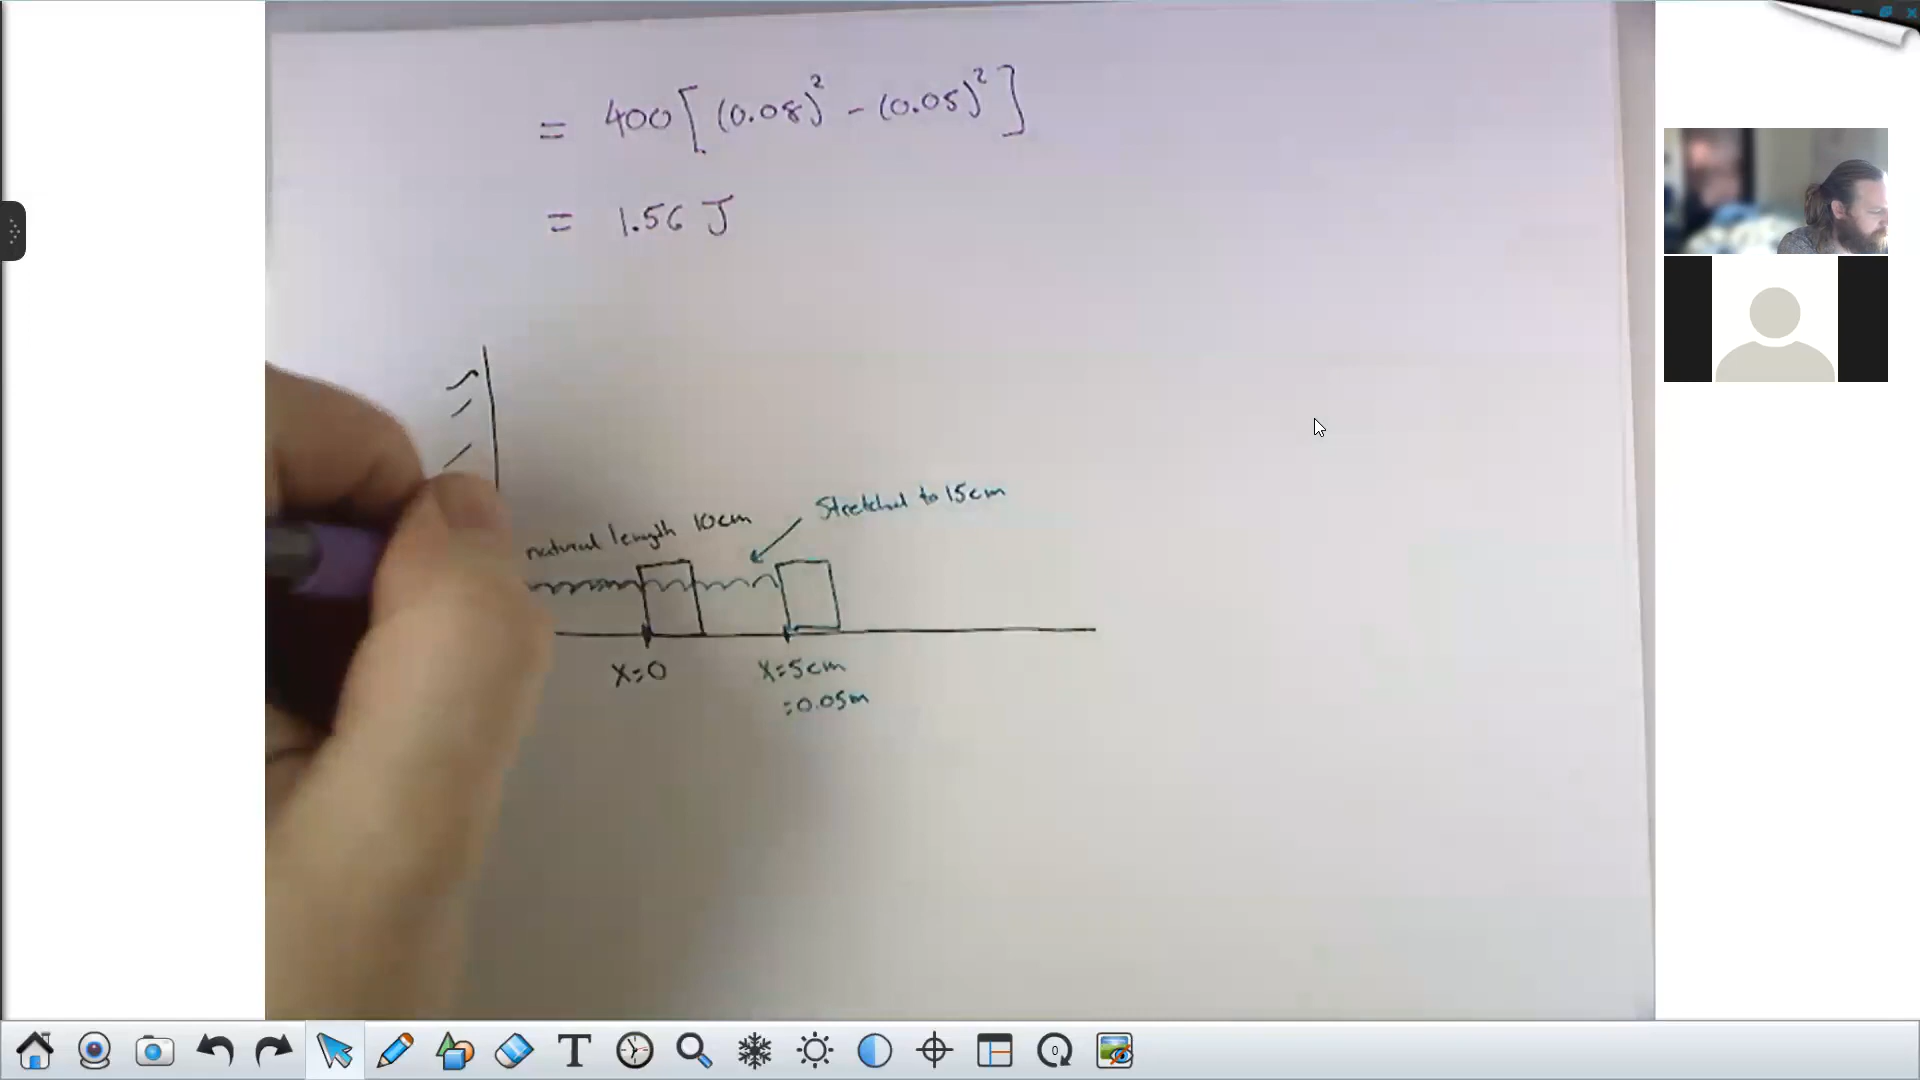 = 400[(0.08)² - (0.05)²]
= 1.56 J
Stretched to 15cm
natural length 10cm
X=0
X=5cm
=0.05m
T
0